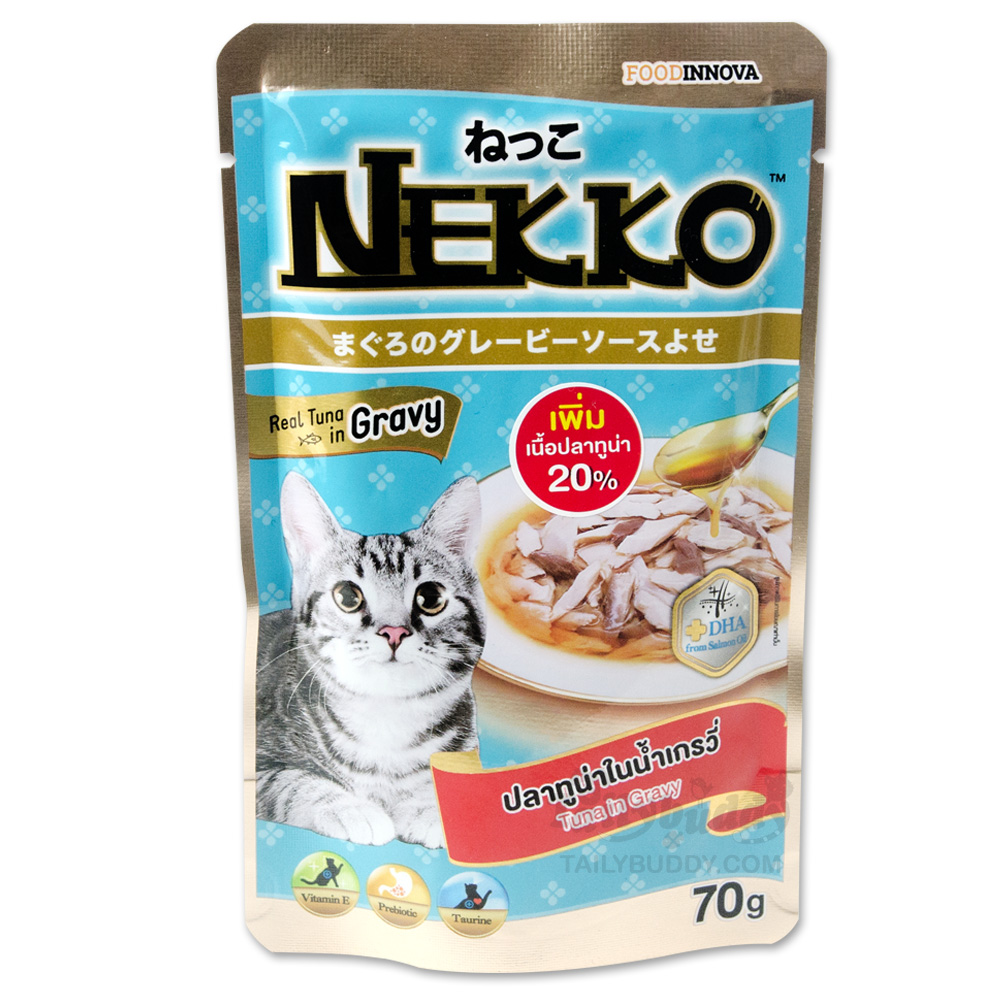 FOODINNOVA
ねっこ
NEKKO™
まぐろのグレービーソースよせ
Real Tuna
in Gravy
เพิ่ม
เนื้อปลาทูน่า
20%
+DHA
from Salmon Oil
ปลาทูน่าในน้ำเกรวี่
Tuna in Gravy
TAILYBUDDY.COM
Vitamin E
Prebiotic
Taurine
70g